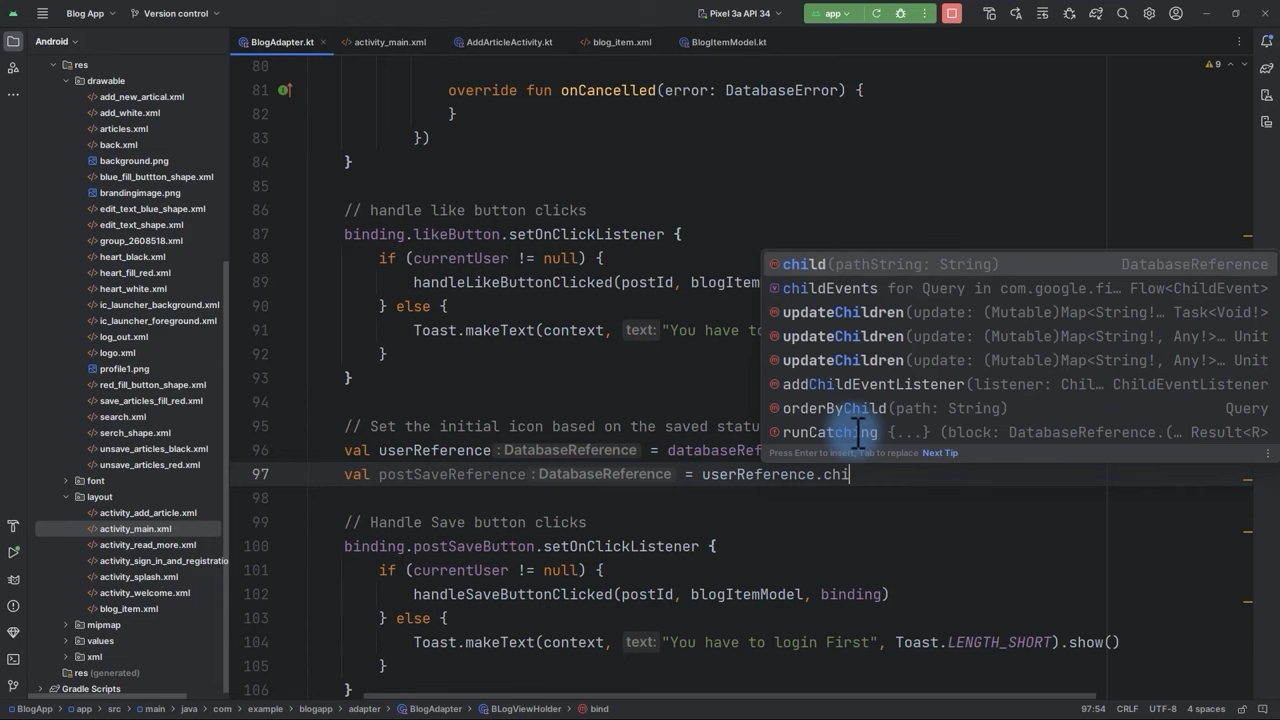 Blog App
Version control
Pixel 3a API 34
app
Android
BlogAdapter.kt
activity_main.xml
AddArticleActivity.kt
blog_item.xml
BlogItemModel.kt
res
drawable
add_new_artical.xml
add_white.xml
articles.xml
back.xml
background.png
blue_fill_buttton_shape.xml
brandingimage.png
edit_text_blue_shape.xml
edit_text_shape.xml
group_2608518.xml
heart_black.xml
heart_fill_red.xml
heart_white.xml
ic_launcher_background.xml
ic_launcher_foreground.xml
log_out.xml
logo.xml
profile1.png
red_fill_button_shape.xml
save_articles_fill_red.xml
search.xml
serch_shape.xml
unsave_articles_black.xml
unsave_articles_red.xml
font
layout
activity_add_article.xml
activity_main.xml
activity_read_more.xml
activity_sign_in_and_registratio
activity_splash.xml
activity_welcome.xml
blog_item.xml
mipmap
values
xml
res (generated)
Gradle Scripts
9
80
81 override fun onCancelled(error: DatabaseError) {
82 }
83 })
84 }
85
86 // handle like button clicks
87 binding.likeButton.setOnClickListener {
88 if (currentUser != null) {
89 handleLikeButtonClicked(postId, blogItem
90 } else {
91 Toast.makeText(context, text: "You have to
92 }
93 }
94
95 // Set the initial icon based on the saved statu
96 val userReference : DatabaseReference = databaseRef
97 val postSaveReference : DatabaseReference = userReference.chi
98
99 // Handle Save button clicks
100 binding.postSaveButton.setOnClickListener {
101 if (currentUser != null) {
102 handleSaveButtonClicked(postId, blogItemModel, binding)
103 } else {
104 Toast.makeText(context, text: "You have to login First", Toast.LENGTH_SHORT).show()
105 }
106 }
child(pathString: String) DatabaseReference
childEvents for Query in com.google.fi… Flow<ChildEvent>
updateChildren(update: (Mutable)Map<String!… Task<Void!>
updateChildren(update: (Mutable)Map<String!, Any!>… Unit
updateChildren(update: (Mutable)Map<String!, Any!>… Unit
addChildEventListener(listener: Chil… ChildEventListener
orderByChild(path: String) Query
runCatching {...} (block: DatabaseReference.(… Result<R>
Press Enter to insert, Tab to replace Next Tip
BlogApp > app > src > main > java > com > example > blogapp > adapter > BlogAdapter > BLogViewHolder > bind
97:54 CRLF UTF-8 4 spaces